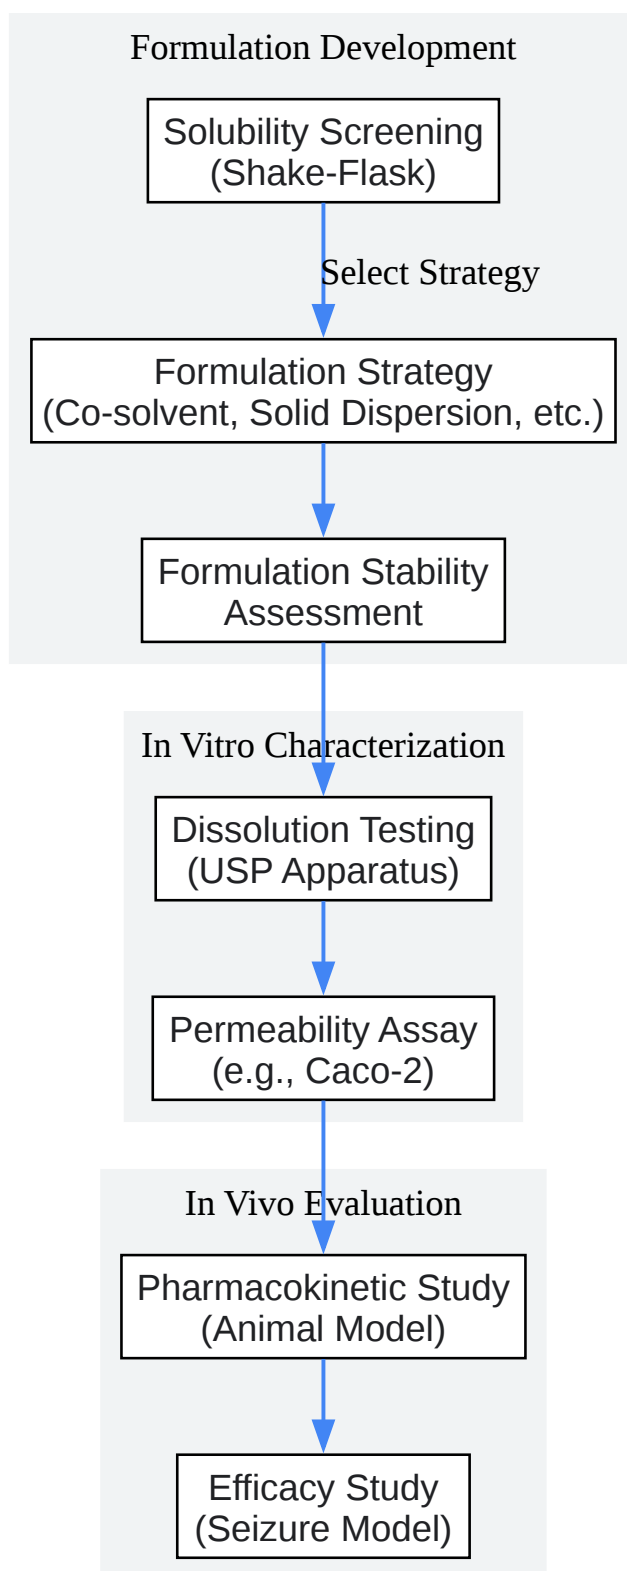 Formulation Development
Solubility Screening
(Shake-Flask)
Select Strategy
Formulation Strategy
(Co-solvent, Solid Dispersion, etc.)
Formulation Stability
Assessment
In Vitro Characterization
Dissolution Testing
(USP Apparatus)
Permeability Assay
(e.g., Caco-2)
In Vivo Evaluation
Pharmacokinetic Study
(Animal Model)
Efficacy Study
(Seizure Model)